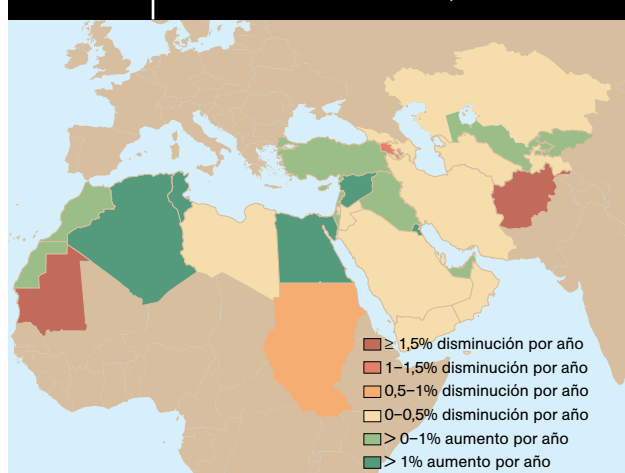 ≥ 1,5% disminución por año
1–1,5% disminución por año
0,5–1% disminución por año
0–0,5% disminución por año
> 0–1% aumento por año
> 1% aumento por año